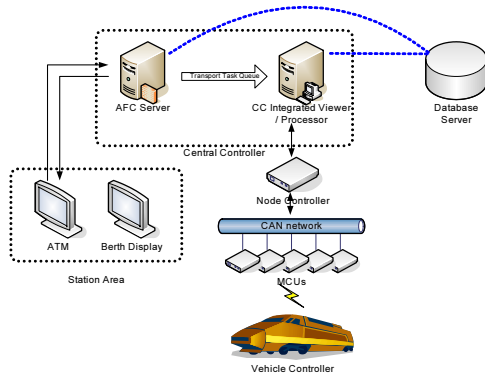 Transport Task Queue
AFC Server
CC Integrated Viewer
/ Processor
Database
Server
Central Controller
Node Controller
CAN network
ATM
Berth Display
MCUs
Station Area
Vehicle Controller